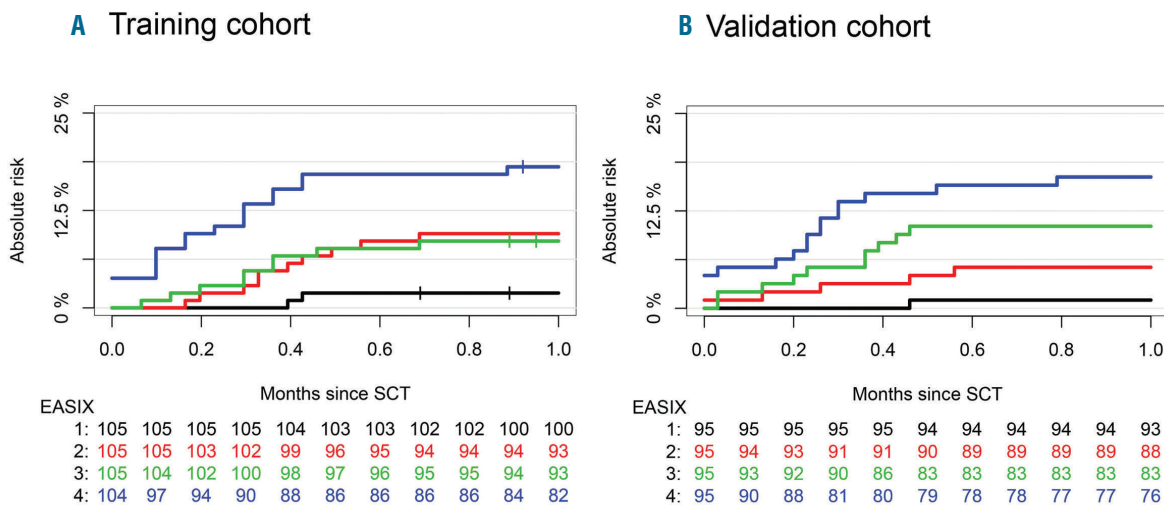 A Training cohort
B Validation cohort
Absolute risk
25 %
12.5 %
0 %
0.0 0.2 0.4 0.6 0.8 1.0
Months since SCT
Absolute risk
25 %
12.5 %
0 %
0.0 0.2 0.4 0.6 0.8 1.0
Months since SCT
EASIX
1: 105 105 105 105 104 103 103 102 102 100 100
2: 105 105 103 102 99 96 95 94 94 94 93
3: 105 104 102 100 98 97 96 95 95 94 93
4: 104 97 94 90 88 86 86 86 86 84 82
EASIX
1: 95 95 95 95 95 94 94 94 94 94 93
2: 95 94 93 91 91 90 89 89 89 89 88
3: 95 93 92 90 86 83 83 83 83 83 83
4: 95 90 88 81 80 79 78 78 77 77 76